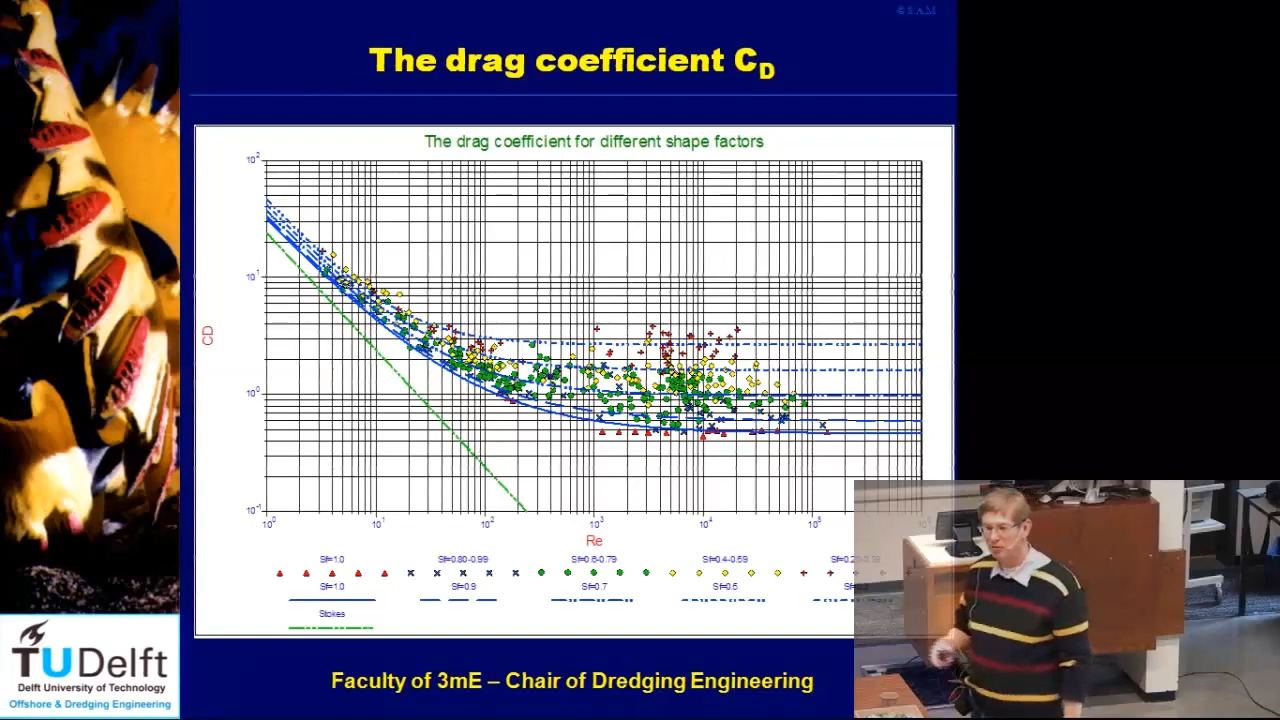 © S.A.M
The drag coefficient CD
The drag coefficient for different shape factors
10²
10¹
10⁰
10⁻¹
CD
10⁰ 10¹ 10² 10³ 10⁴ 10⁵
Re
Sf=1.0 Sf=0.80-0.99 Sf=0.6-0.79 Sf=0.4-0.59
Sf=1.0 Sf=0.9 Sf=0.7 Sf=0.5
Stokes
TUDelft
Delft University of Technology
Offshore & Dredging Engineering
Faculty of 3mE – Chair of Dredging Engineering